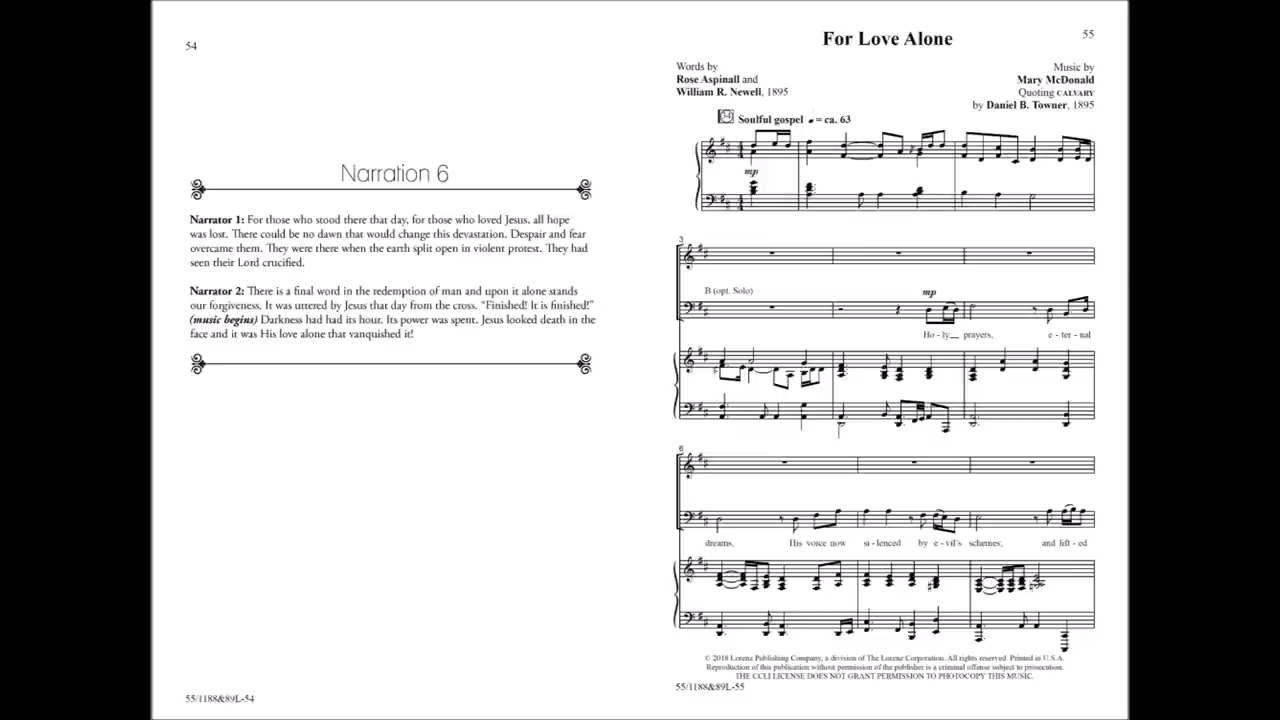 54
Narration 6
Narrator 1: For those who stood there that day, for those who loved Jesus, all hope
was lost. There could be no dawn that would change this devastation. Despair and fear
overcame them. They were there when the earth split open in violent protest. They had
seen their Lord crucified.
Narrator 2: There is a final word in the redemption of man and upon it alone stands
our forgiveness. It was uttered by Jesus that day from the cross. “Finished! It is finished!”
(music begins) Darkness had had its hour. Its power was spent. Jesus looked death in the
face and it was His love alone that vanquished it!
55/1188&89L-54
55
For Love Alone
Words by
Rose Aspinall and
William R. Newell, 1895
Music by
Mary McDonald
Quoting CALVARY
by Daniel B. Towner, 1895
Soulful gospel ♩ = ca. 63
mp
3
B (opt. Solo)
mp
Ho - ly prayers, e - ter - nal
6
dreams, His voice now si - lenced by e - vil's schemes; and lift - ed
© 2018 Lorenz Publishing Company, a division of The Lorenz Corporation. All rights reserved. Printed in U.S.A.
Reproduction of this publication without permission of the publisher is a criminal offense subject to prosecution.
THE CCLI LICENSE DOES NOT GRANT PERMISSION TO PHOTOCOPY THIS MUSIC.
55/1188&89L-55